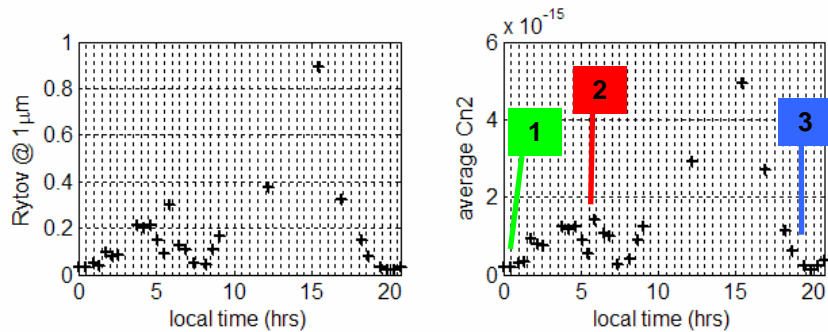 1
0.8
0.6
0.4
0.2
0
Rytov @ 1μm
0 5 10 15 20
local time (hrs)
x 10⁻¹⁵
6
4
2
0
average Cn2
1
2
3
0 5 10 15 20
local time (hrs)